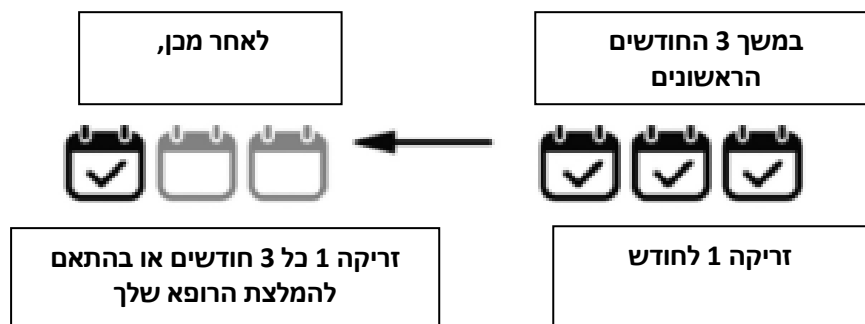 במשך 3 החודשים
הראשונים
לאחר מכן,
זריקה 1 לחודש
זריקה 1 כל 3 חודשים או בהתאם
להמלצת הרופא שלך